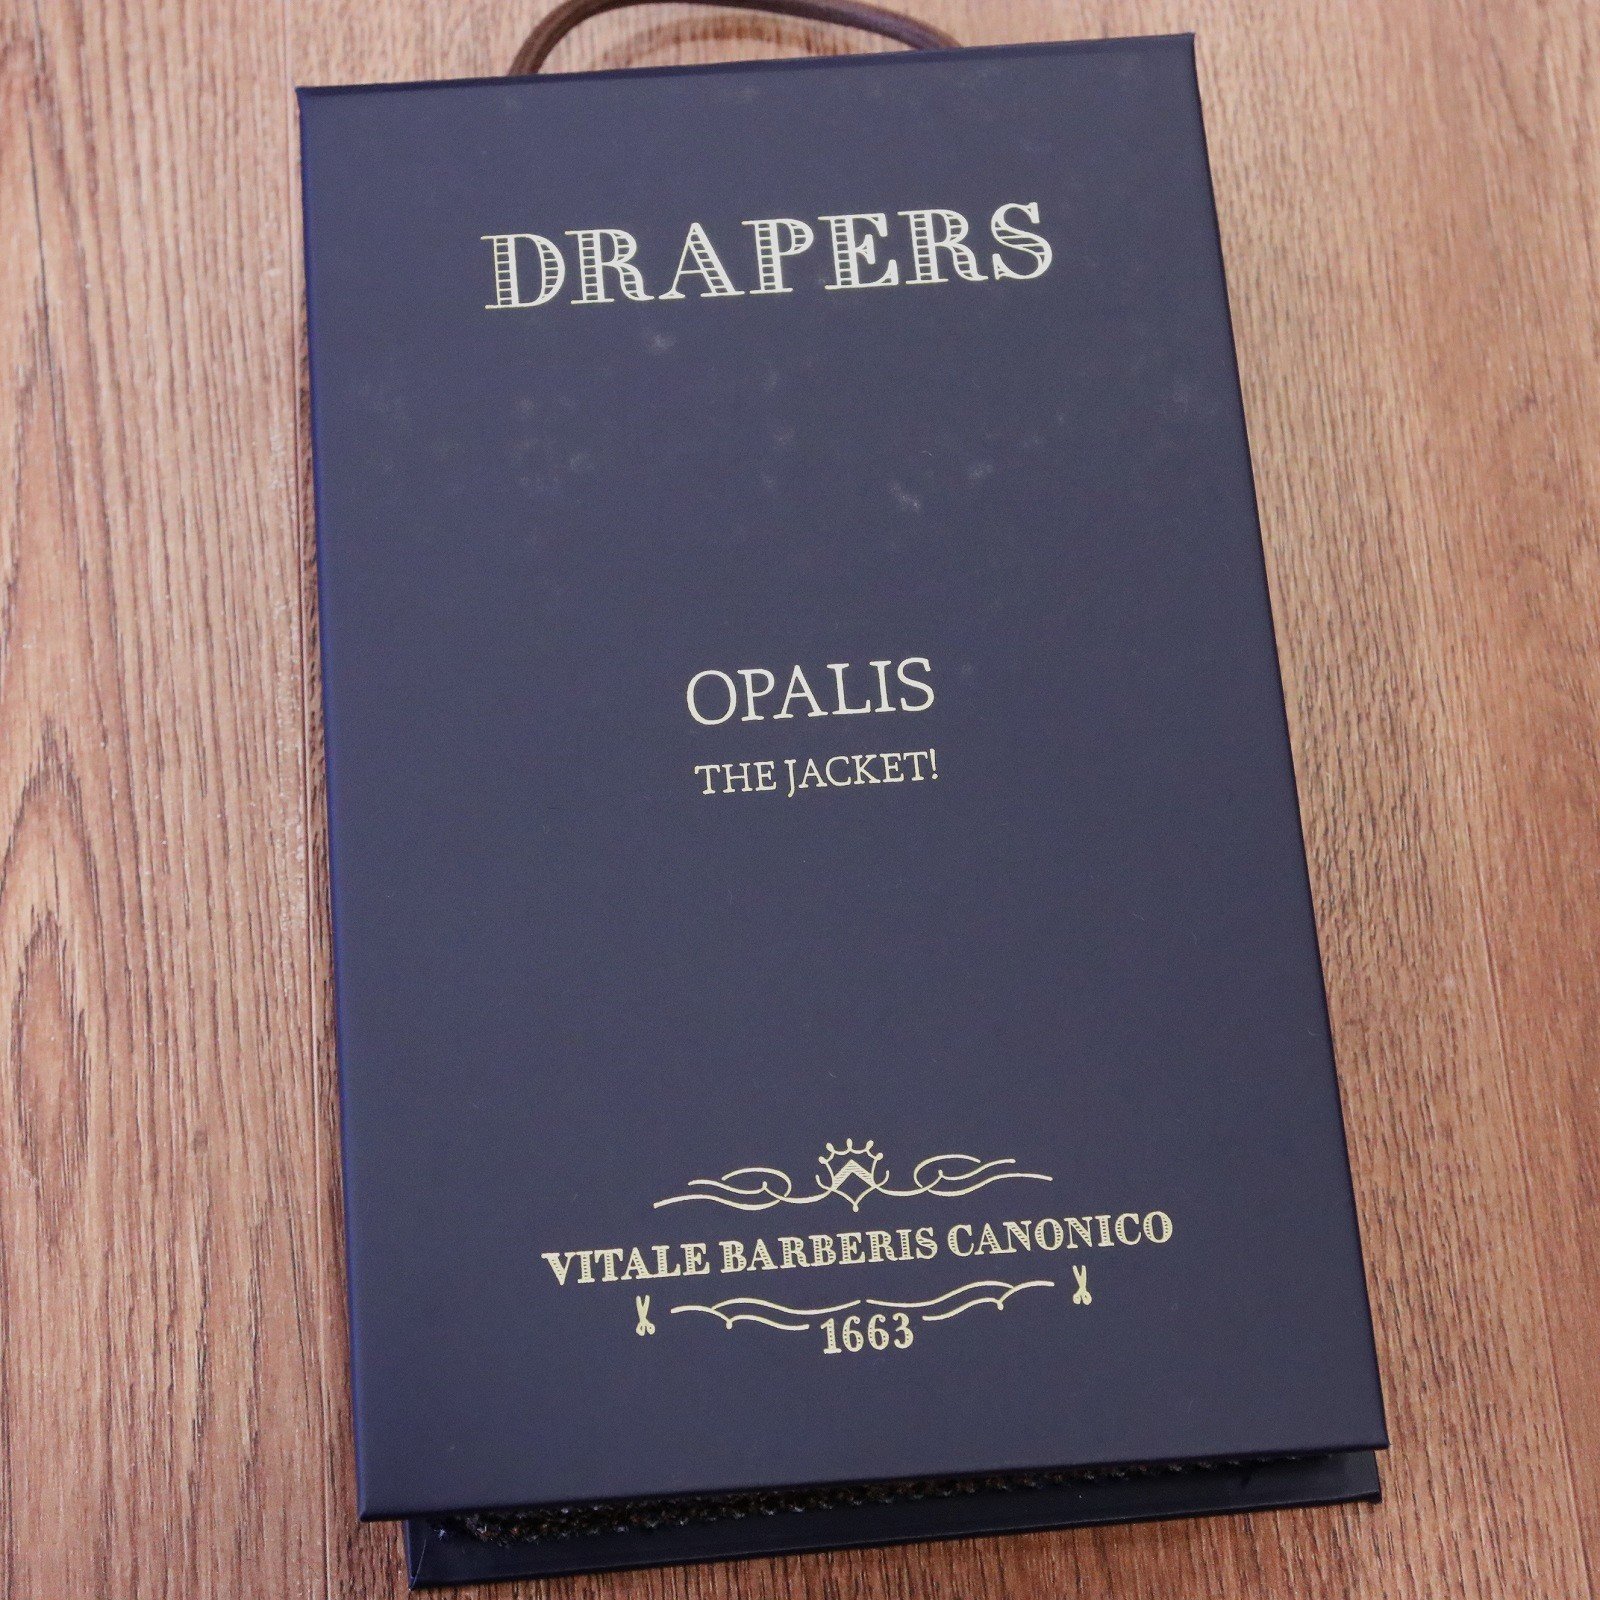 DRAPERS
OPALIS
THE JACKET!
VITALE BARBERIS CANONICO
1663